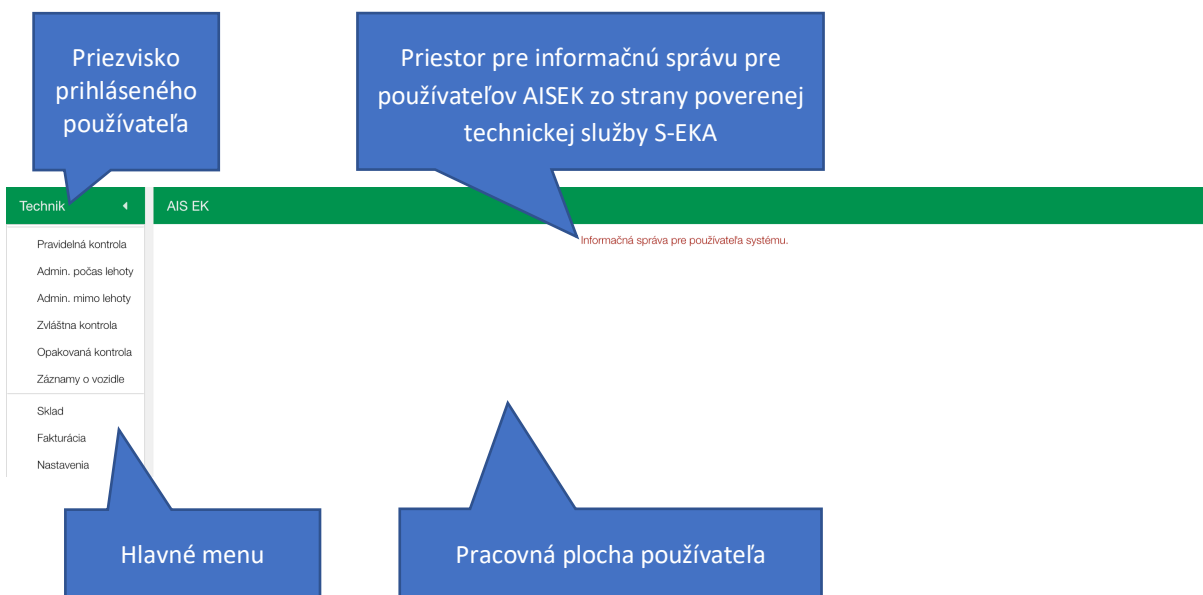 Priezvisko
prihláseného
používateľa
Priestor pre informačnú správu pre
používateľov AISEK zo strany poverenej
technickej služby S-EKA
Technik
AIS EK
Informačná správa pre používateľa systému.
Pravidelná kontrola
Admin. počas lehoty
Admin. mimo lehoty
Zvláštna kontrola
Opakovaná kontrola
Záznamy o vozidle
Sklad
Fakturácia
Nastavenia
Hlavné menu
Pracovná plocha používateľa